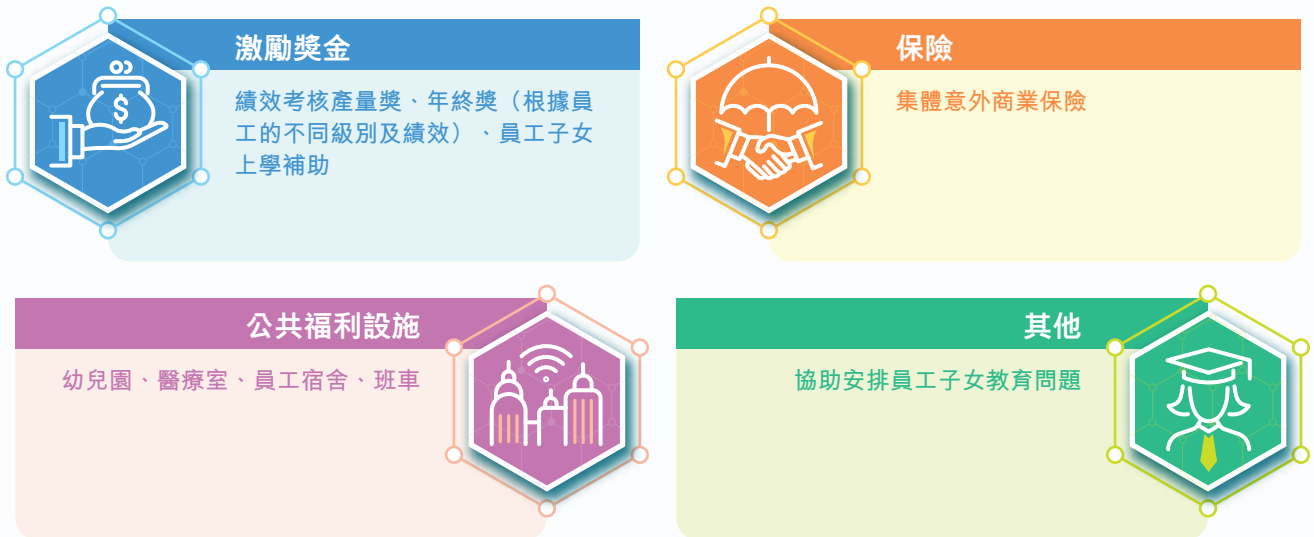 激勵獎金
績效考核產量獎、年終獎（根據員
工的不同級別及績效）、員工子女
上學補助
保險
集體意外商業保險
公共福利設施
幼兒園、醫療室、員工宿舍、班車
其他
協助安排員工子女教育問題